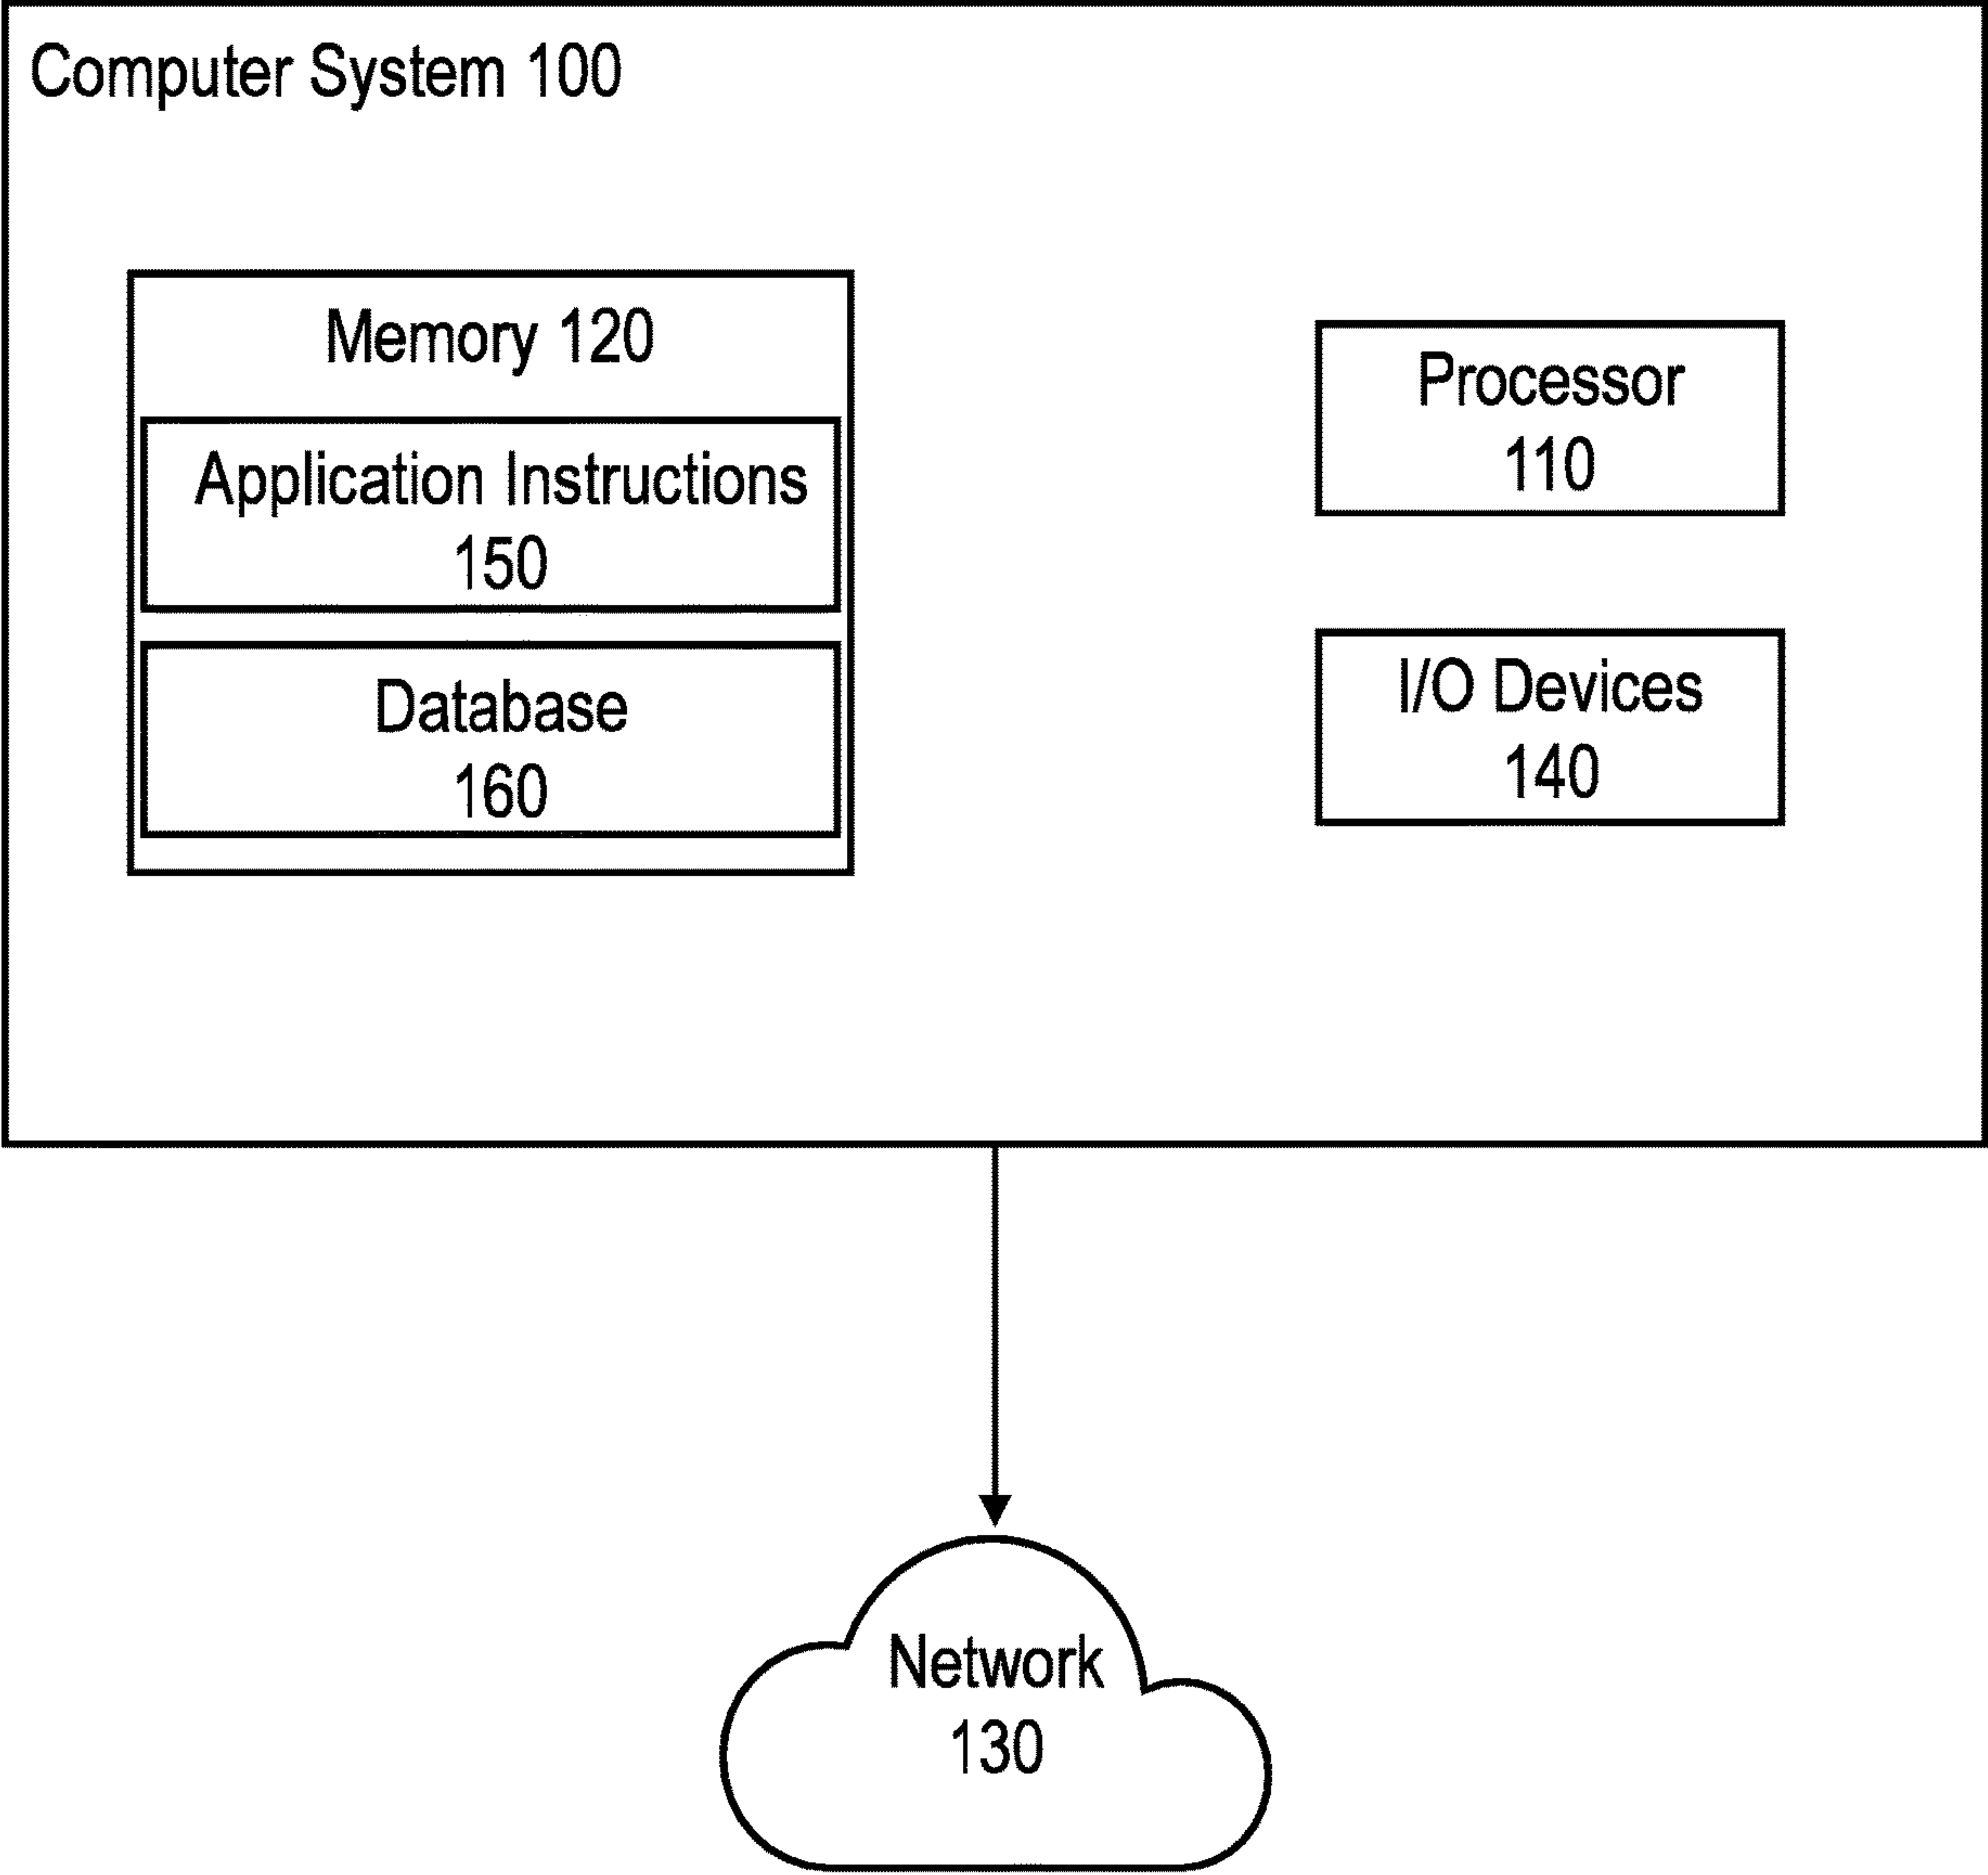 Computer System 100
Memory 120
Application Instructions
150
Database
160
Processor
110
I/O Devices
140
Network
130